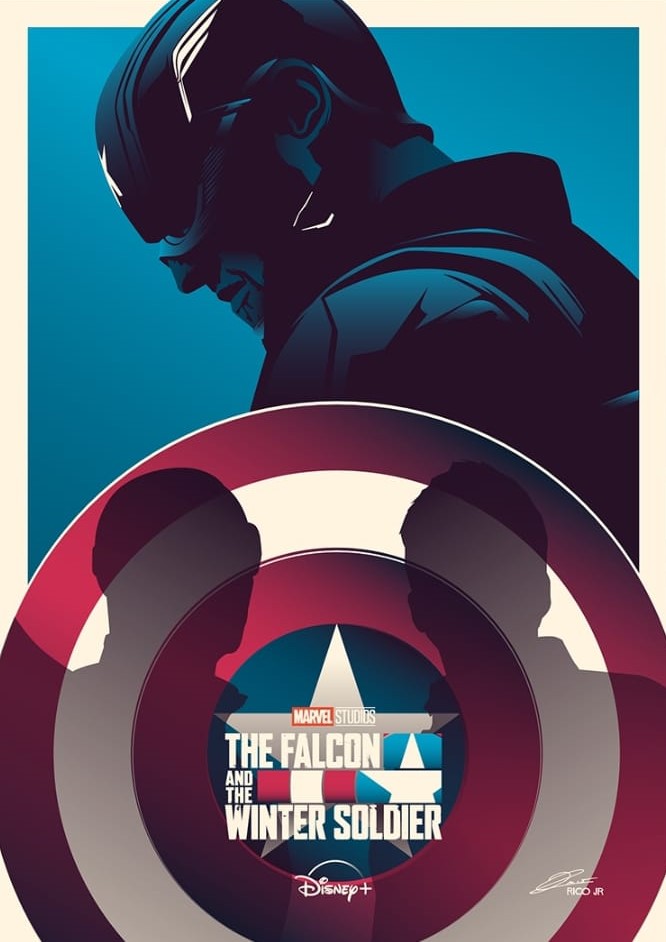 MARVEL STUDIOS
THE FALCON
AND
THE
WINTER SOLDIER
Disney+
RICO JR